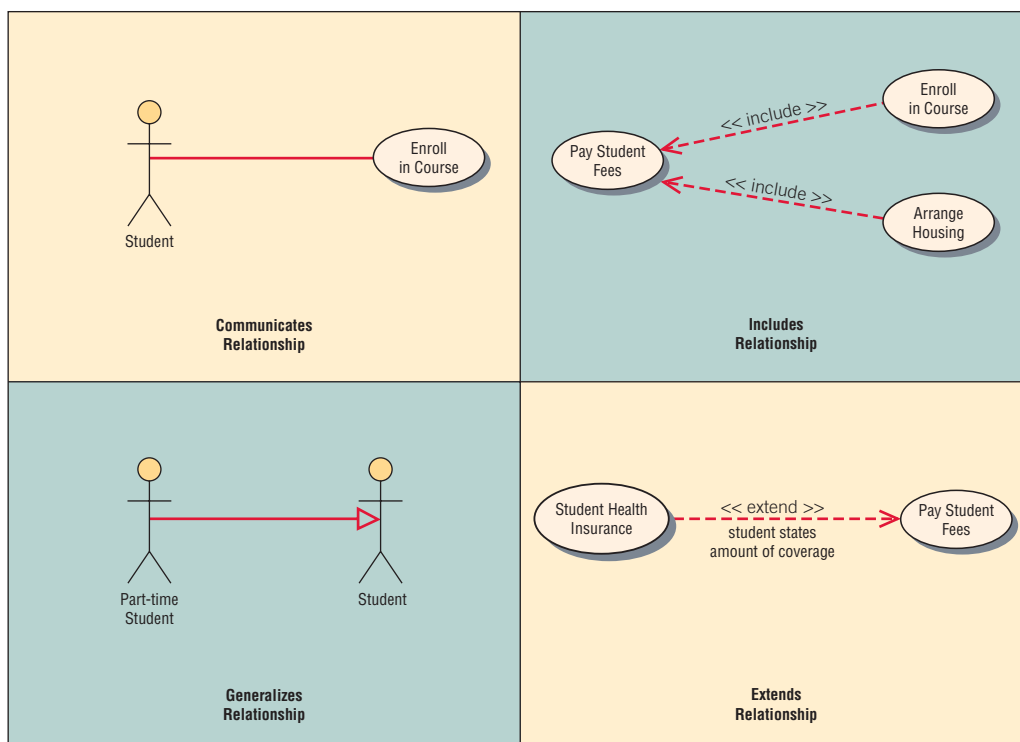 Student
Enroll
in Course
Communicates
Relationship
Pay Student
Fees
<< include >>
Enroll
in Course
<< include >>
Arrange
Housing
Includes
Relationship
Part-time
Student
Student
Generalizes
Relationship
Student Health
Insurance
<< extend >>
student states
amount of coverage
Pay Student
Fees
Extends
Relationship